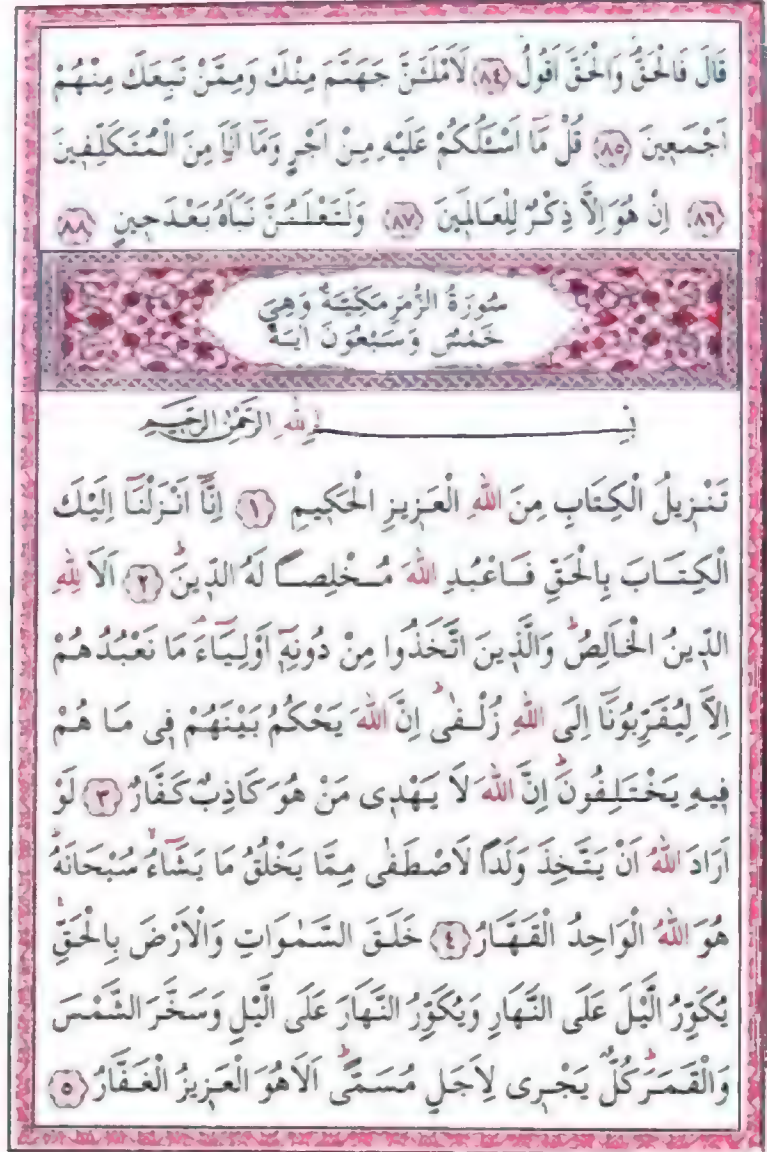 قَالَ فَالْحَقُّ وَالْحَقَّ اَقُولُ ﴿٨٤﴾ لَاَمْلَـَٔنَّ جَهَنَّمَ مِنْكَ وَمِمَّنْ تَبِعَكَ مِنْهُمْ
اَجْمَعِينَ ﴿٨٥﴾ قُلْ مَٓا اَسْـَٔلُكُمْ عَلَيْهِ مِنْ اَجْرٍ وَمَٓا اَنَا۬ مِنَ الْمُتَكَلِّفِينَ
﴿٨٦﴾ اِنْ هُوَ اِلَّا ذِكْرٌ لِلْعَالَمِينَ ﴿٨٧﴾ وَلَتَعْلَمُنَّ نَبَاَهُ بَعْدَ حِينٍ ﴿٨٨﴾
سُورَةُ الزُّمَرِ مَكِّيَّةٌ وَهِيَ
خَمْسٌ وَسَبْعُونَ اٰيَةً
بِسْمِ اللّٰهِ الرَّحْمٰنِ الرَّحِيمِ
تَنْزِيلُ الْكِتَابِ مِنَ اللّٰهِ الْعَزِيزِ الْحَكِيمِ ﴿١﴾ اِنَّٓا اَنْزَلْنَٓا اِلَيْكَ
الْكِتَابَ بِالْحَقِّ فَاعْبُدِ اللّٰهَ مُخْلِصًا لَهُ الدِّينَۜ ﴿٢﴾ اَلَا لِلّٰهِ
الدِّينُ الْخَالِصُۜ وَالَّذِينَ اتَّخَذُوا مِنْ دُونِهِٓ اَوْلِيَٓاءَۢ مَا نَعْبُدُهُمْ
اِلَّا لِيُقَرِّبُونَٓا اِلَى اللّٰهِ زُلْفٰىۜ اِنَّ اللّٰهَ يَحْكُمُ بَيْنَهُمْ فِى مَا هُمْ
فِيهِ يَخْتَلِفُونَۜ اِنَّ اللّٰهَ لَا يَهْدِى مَنْ هُوَ كَاذِبٌ كَفَّارٌ ﴿٣﴾ لَوْ
اَرَادَ اللّٰهُ اَنْ يَتَّخِذَ وَلَدًا لَاصْطَفٰى مِمَّا يَخْلُقُ مَا يَشَٓاءُۙ سُبْحَانَهُۜ
هُوَ اللّٰهُ الْوَاحِدُ الْقَهَّارُ ﴿٤﴾ خَلَقَ السَّمٰوَاتِ وَالْاَرْضَ بِالْحَقِّۚ
يُكَوِّرُ الَّيْلَ عَلَى النَّهَارِ وَيُكَوِّرُ النَّهَارَ عَلَى الَّيْلِ وَسَخَّرَ الشَّمْسَ
وَالْقَمَرَۜ كُلٌّ يَجْرِى لِاَجَلٍ مُسَمًّىۜ اَلَا هُوَ الْعَزِيزُ الْغَفَّارُ ﴿٥﴾